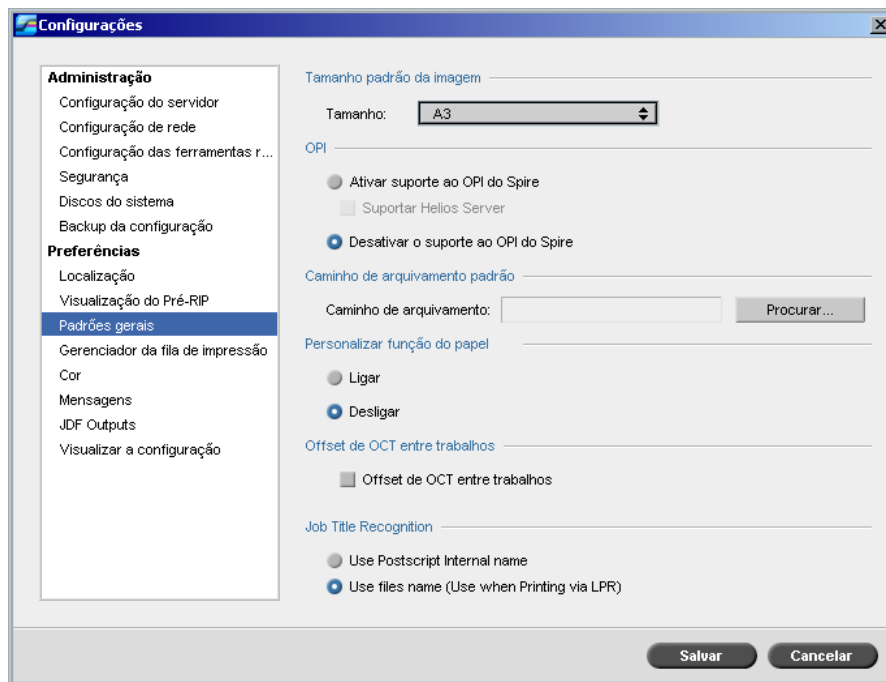 Configurações
Administração
Configuração do servidor
Configuração de rede
Configuração das ferramentas r...
Segurança
Discos do sistema
Backup da configuração
Preferências
Localização
Visualização do Pré-RIP
Padrões gerais
Gerenciador da fila de impressão
Cor
Mensagens
JDF Outputs
Visualizar a configuração
Tamanho padrão da imagem
Tamanho: A3
OPI
Ativar suporte ao OPI do Spire
Suportar Helios Server
Desativar o suporte ao OPI do Spire
Caminho de arquivamento padrão
Caminho de arquivamento: Procurar...
Personalizar função do papel
Ligar
Desligar
Offset de OCT entre trabalhos
Offset de OCT entre trabalhos
Job Title Recognition
Use Postscript Internal name
Use files name (Use when Printing via LPR)
Salvar Cancelar